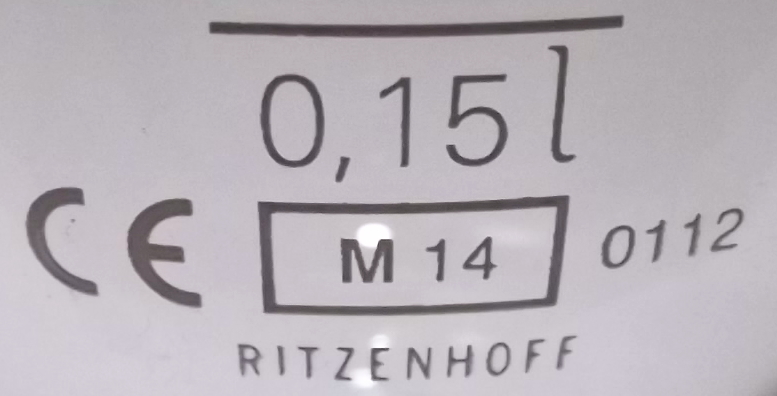 0,15 l
CE M 14 0112
RITZENHOFF